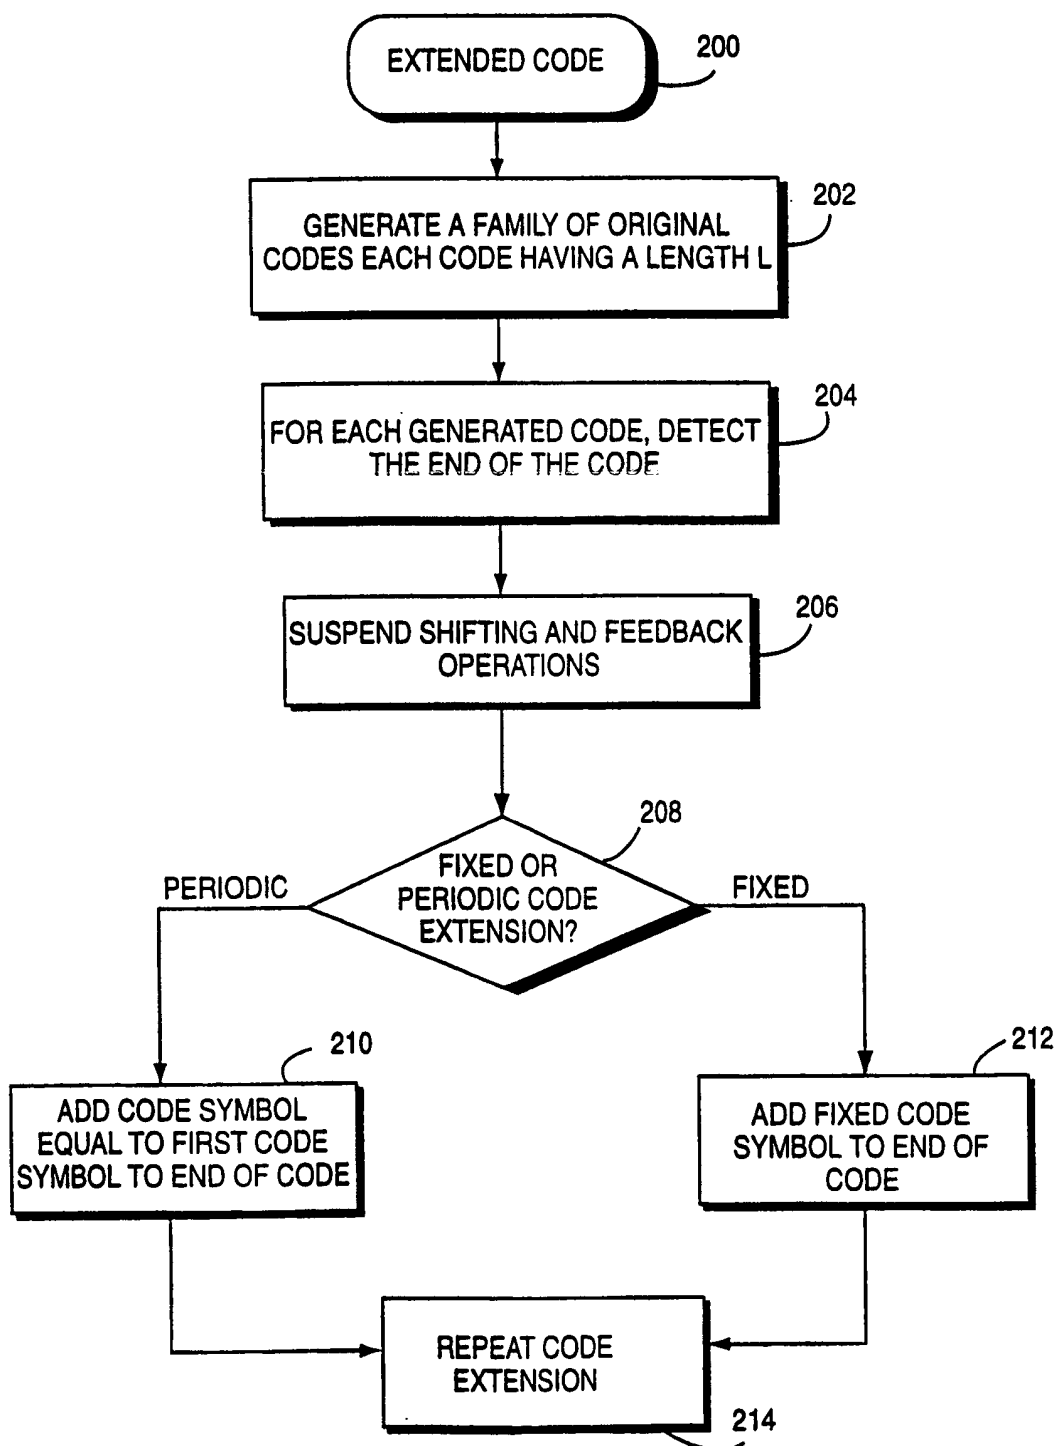 EXTENDED CODE
200
202
GENERATE A FAMILY OF ORIGINAL
CODES EACH CODE HAVING A LENGTH L
204
FOR EACH GENERATED CODE, DETECT
THE END OF THE CODE
206
SUSPEND SHIFTING AND FEEDBACK
OPERATIONS
208
FIXED OR
PERIODIC CODE
EXTENSION?
PERIODIC
FIXED
210
ADD CODE SYMBOL
EQUAL TO FIRST CODE
SYMBOL TO END OF CODE
212
ADD FIXED CODE
SYMBOL TO END OF
CODE
REPEAT CODE
EXTENSION
214